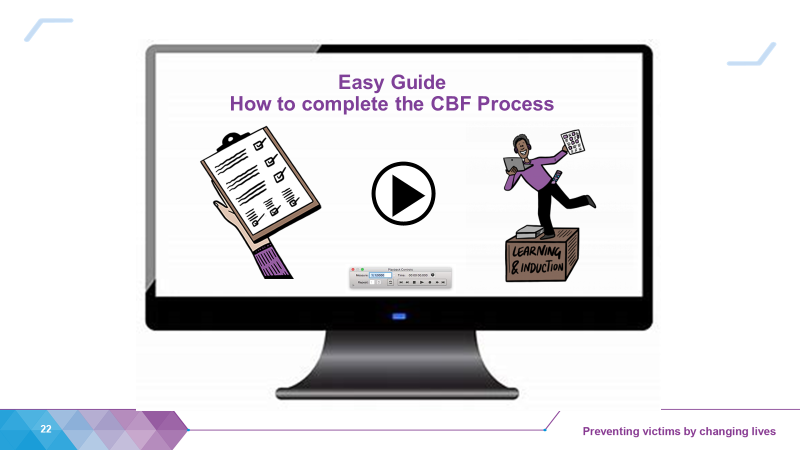 Easy Guide
How to complete the CBF Process
LEARNING
& INDUCTION
22
Preventing victims by changing lives